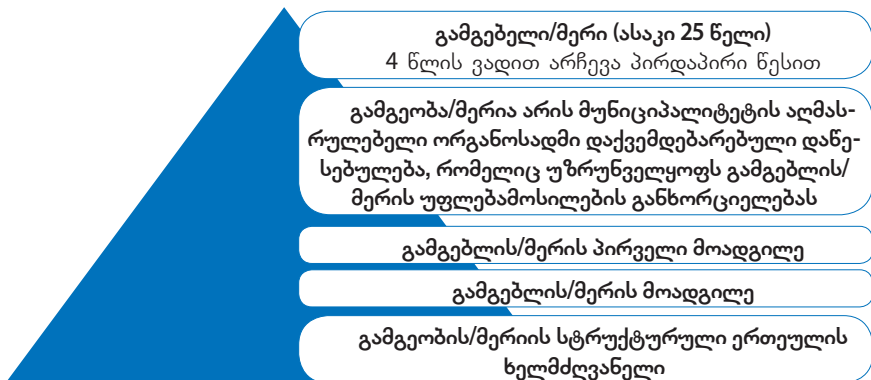 გამგებელი/მერი (ასაკი 25 წელი)
4 წლის ვადით არჩევა პირდაპირი წესით
გამგეობა/მერია არის მუნიციპალიტეტის აღმას-
რულებელი ორგანოსადმი დაქვემდებარებული დაწე-
სებულება, რომელიც უზრუნველყოფს გამგებლის/
მერის უფლებამოსილების განხორციელებას
გამგებლის/მერის პირველი მოადგილე
გამგებლის/მერის მოადგილე
გამგეობის/მერიის სტრუქტურული ერთეულის
ხელმძღვანელი